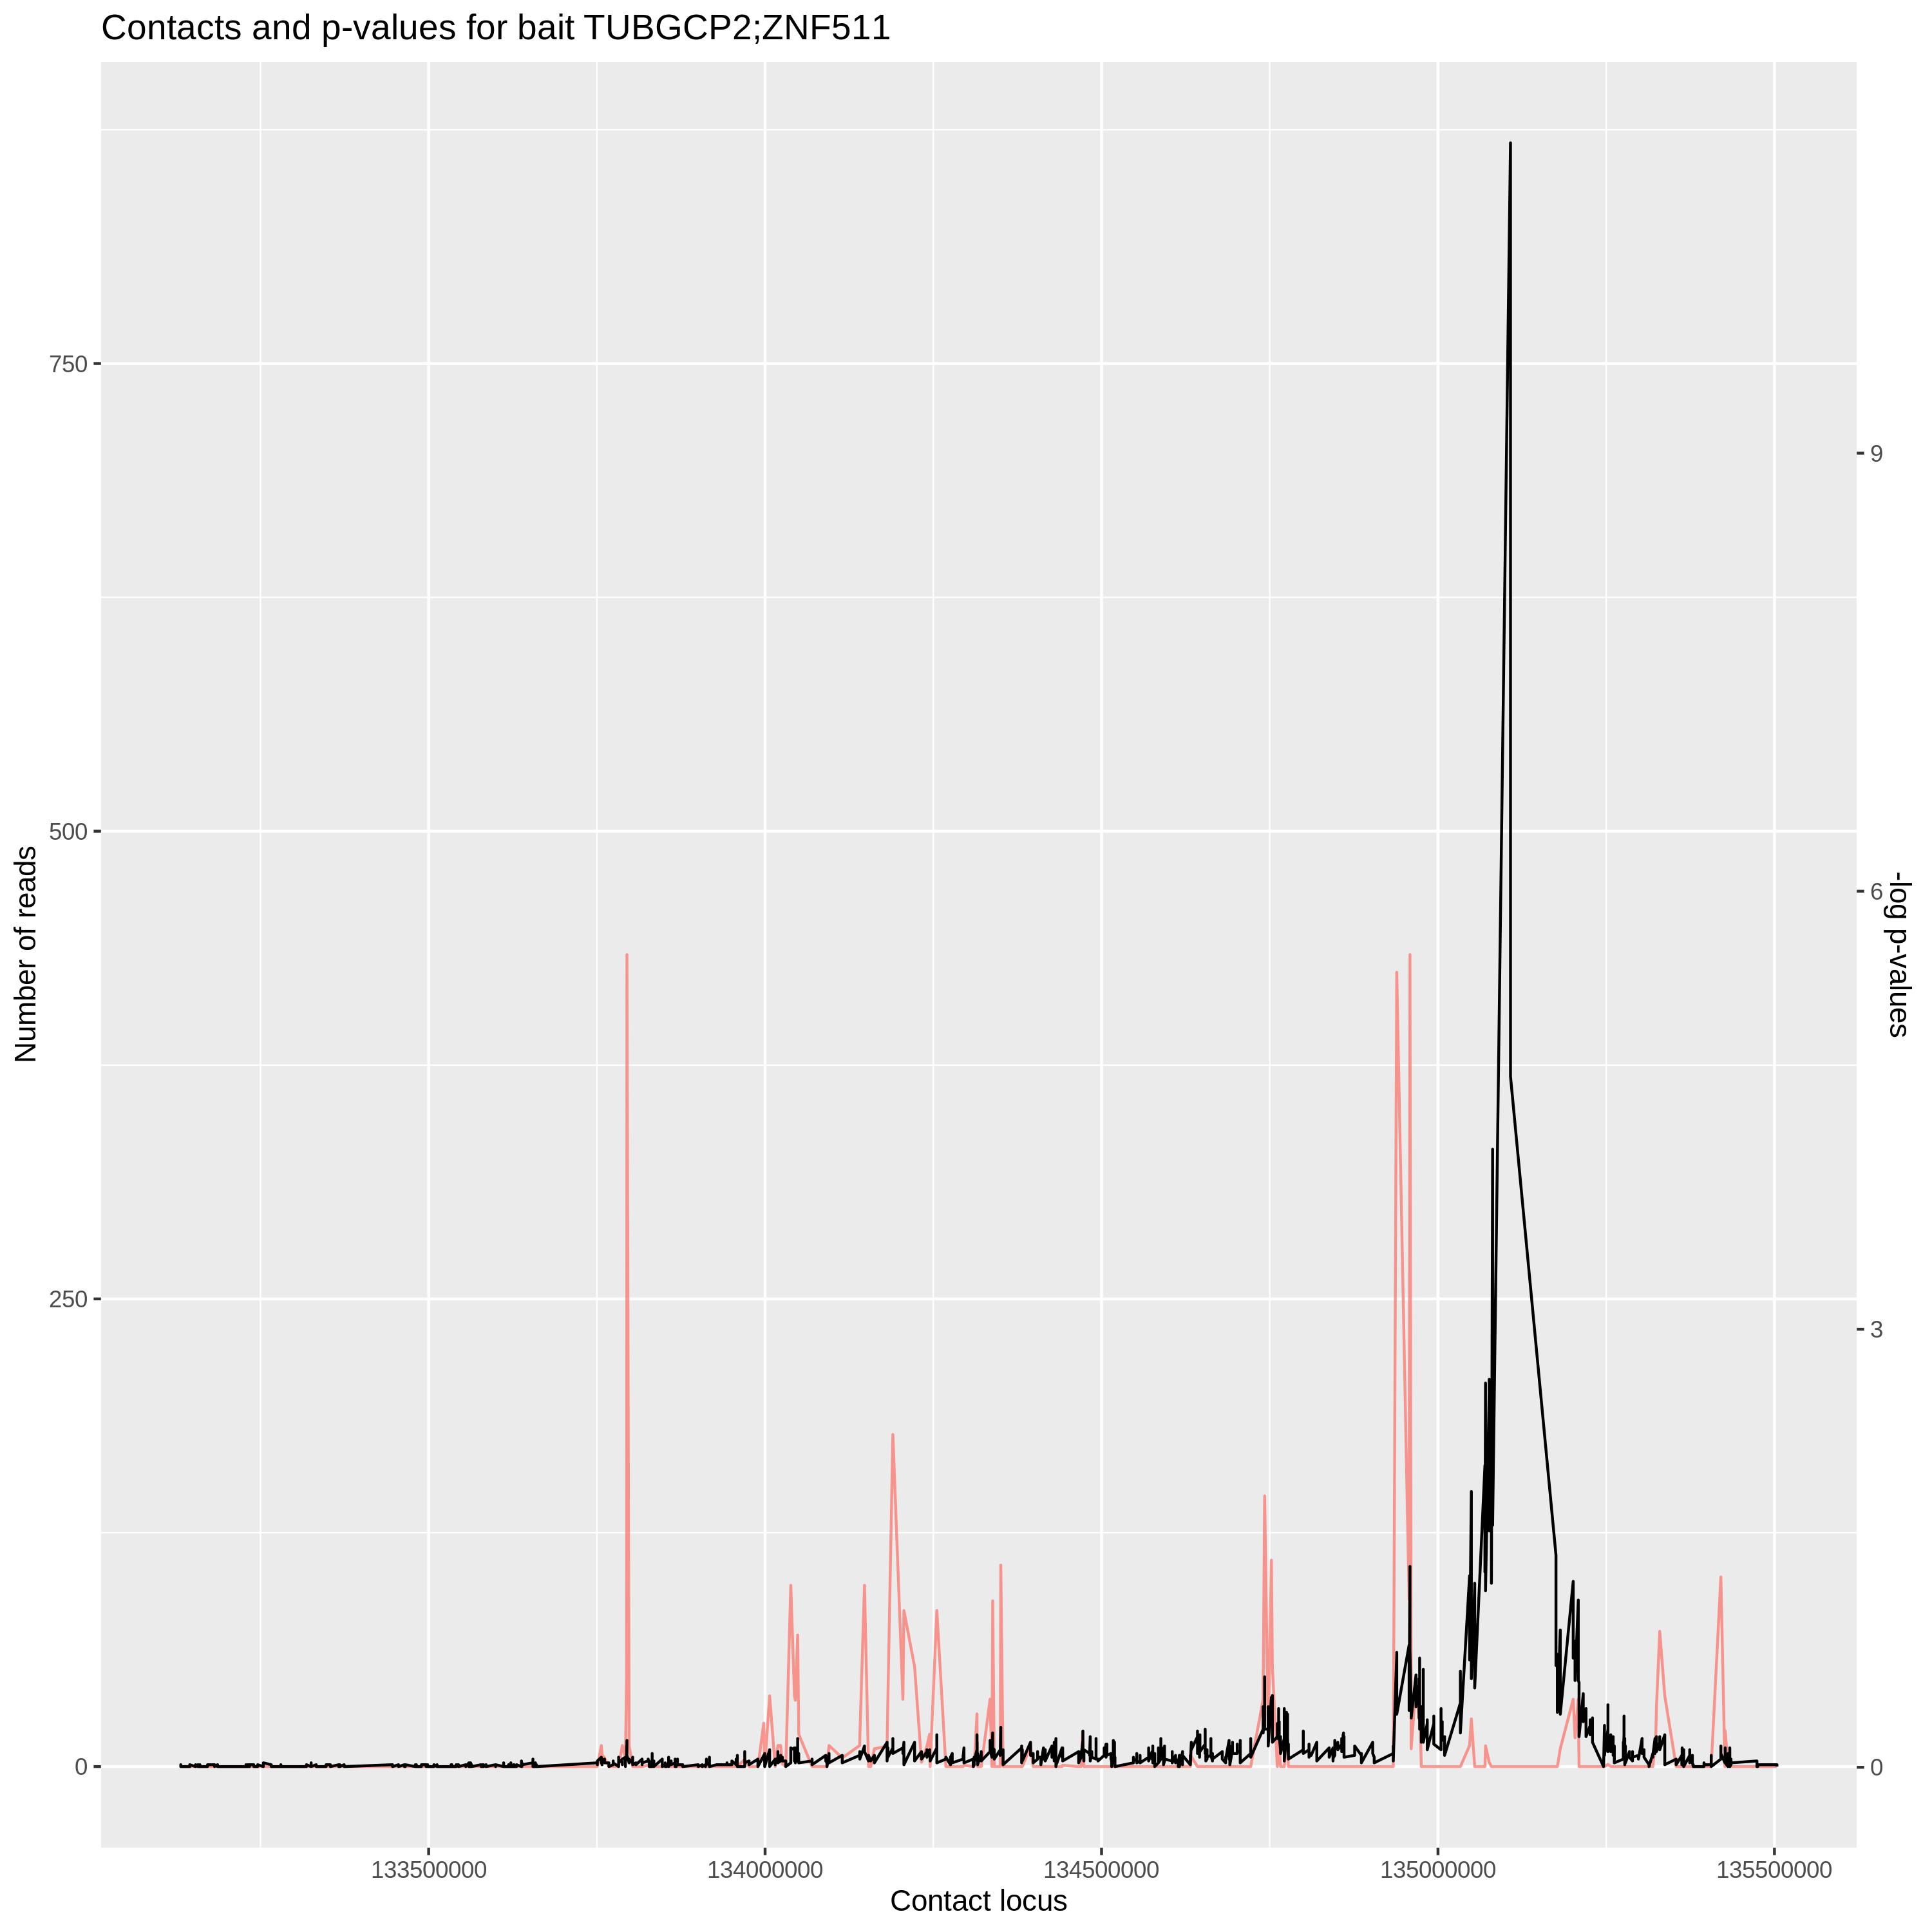 Contacts and p-values for bait TUBGCP2;ZNF511
Number of reads
750
500
250
0
9
6
3
0
-log p-values
133500000 134000000 134500000 135000000 135500000
Contact locus